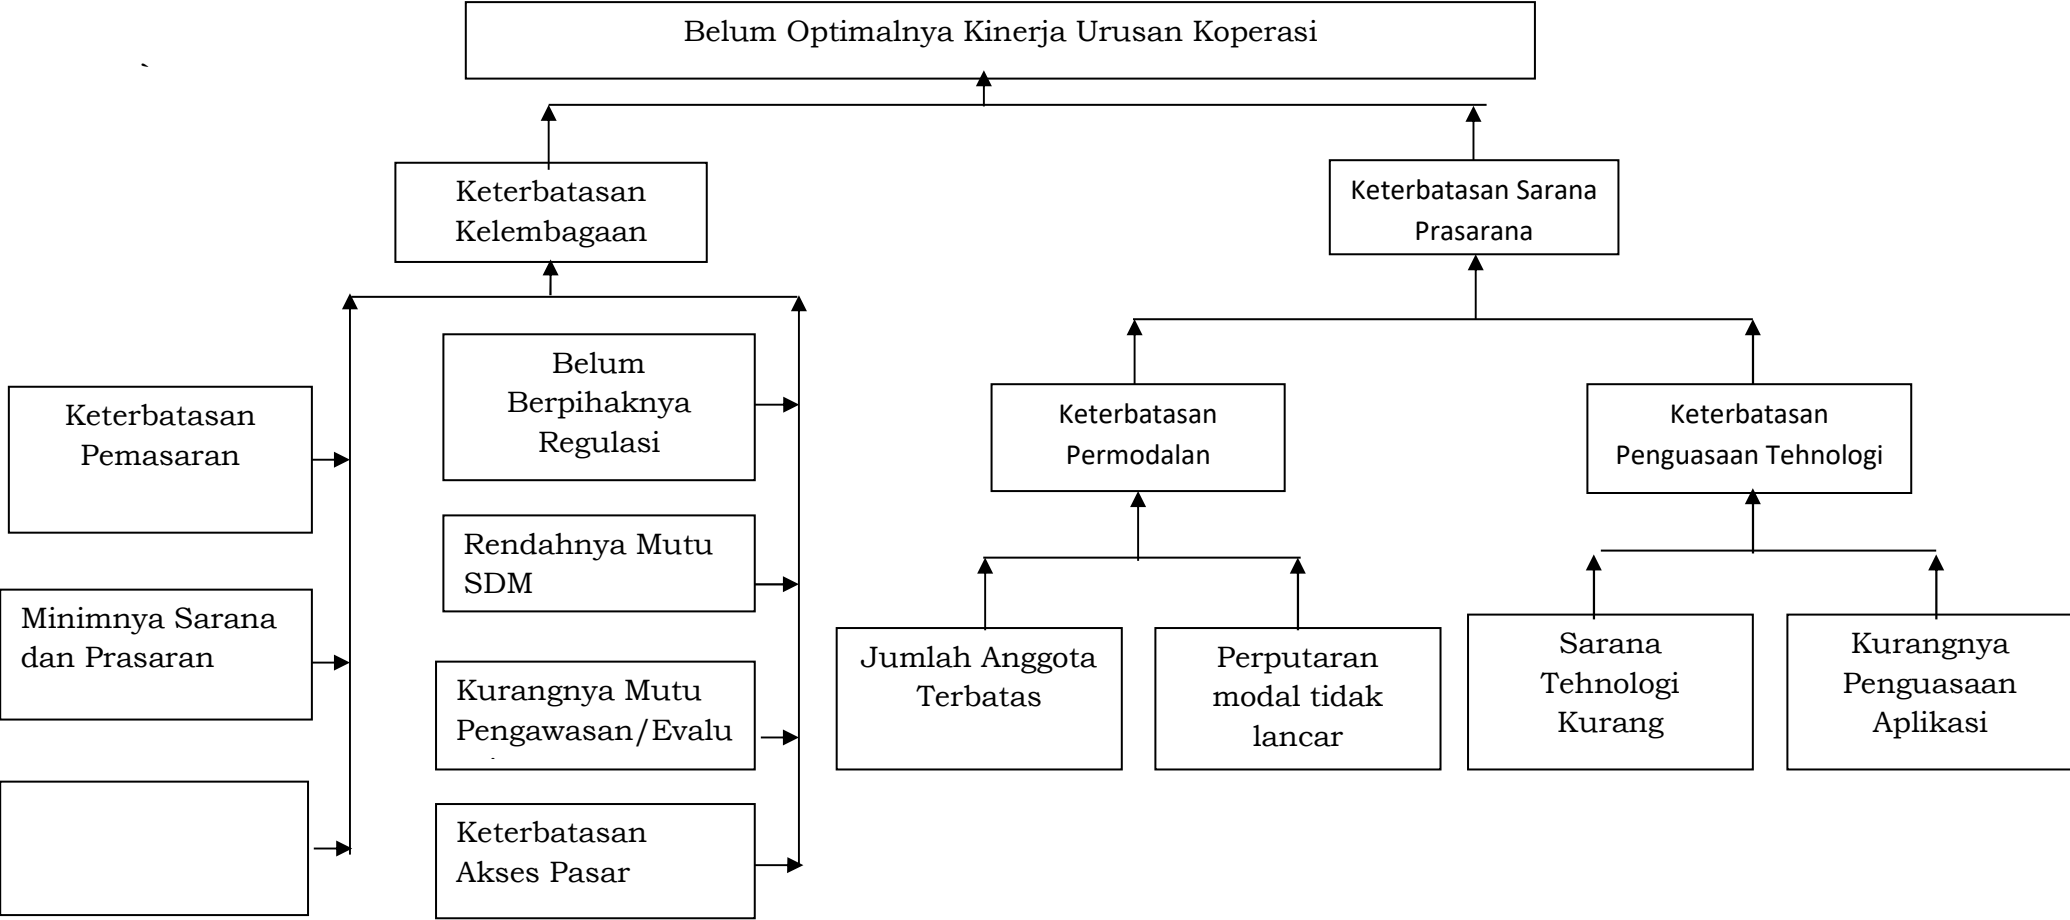 Belum Optimalnya Kinerja Urusan Koperasi
Keterbatasan
Kelembagaan
Keterbatasan Sarana
Prasarana
Keterbatasan
Pemasaran
Minimnya Sarana
dan Prasaran
Belum
Berpihaknya
Regulasi
Rendahnya Mutu
SDM
Kurangnya Mutu
Pengawasan/Evalu
Keterbatasan
Akses Pasar
Keterbatasan
Permodalan
Keterbatasan
Penguasaan Tehnologi
Jumlah Anggota
Terbatas
Perputaran
modal tidak
lancar
Sarana
Tehnologi
Kurang
Kurangnya
Penguasaan
Aplikasi